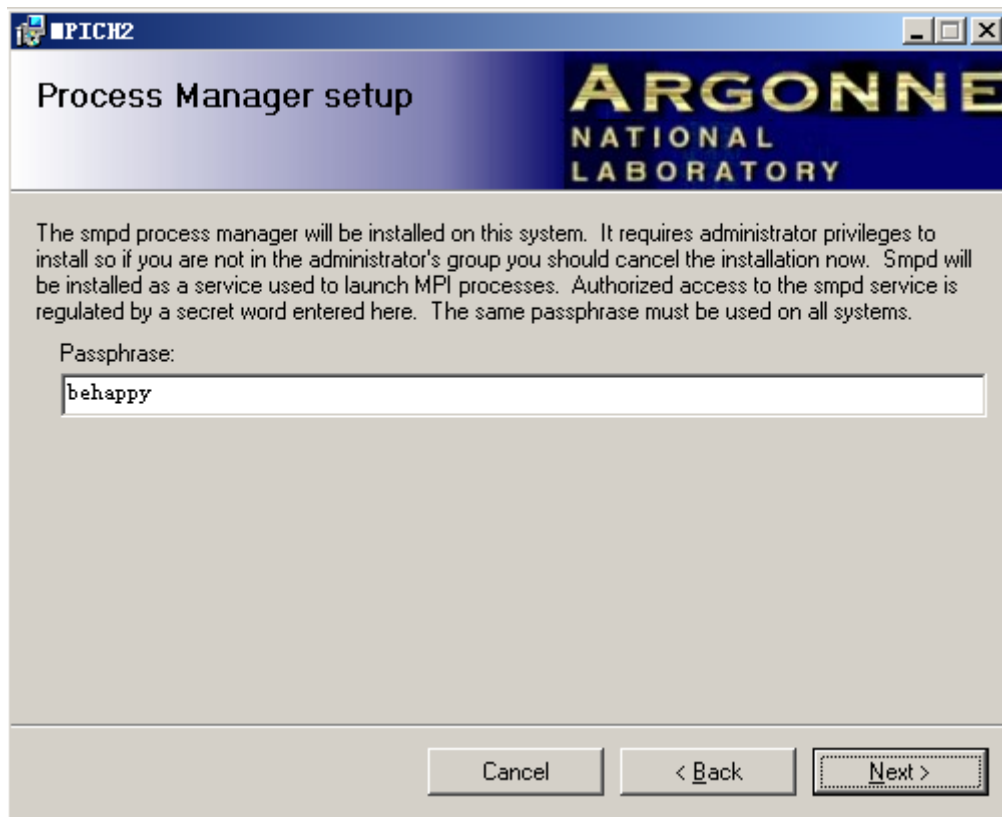 MPICH2
Process Manager setup
ARGONNE
NATIONAL
LABORATORY
The smpd process manager will be installed on this system.  It requires administrator privileges to
install so if you are not in the administrator's group you should cancel the installation now.  Smpd will
be installed as a service used to launch MPI processes.  Authorized access to the smpd service is
regulated by a secret word entered here.  The same passphrase must be used on all systems.
Passphrase:
behappy
Cancel
< Back
Next >